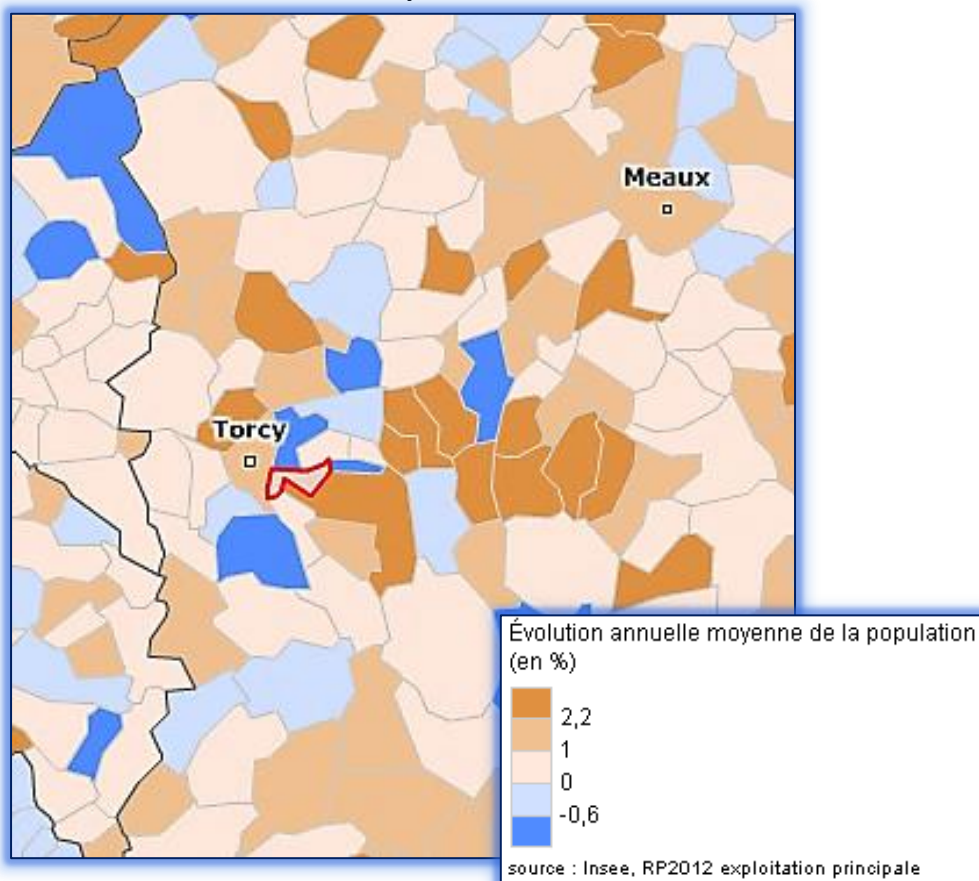 Meaux
Torcy
Évolution annuelle moyenne de la population
(en %)
2,2
1
0
-0,6
source : Insee, RP2012 exploitation principale